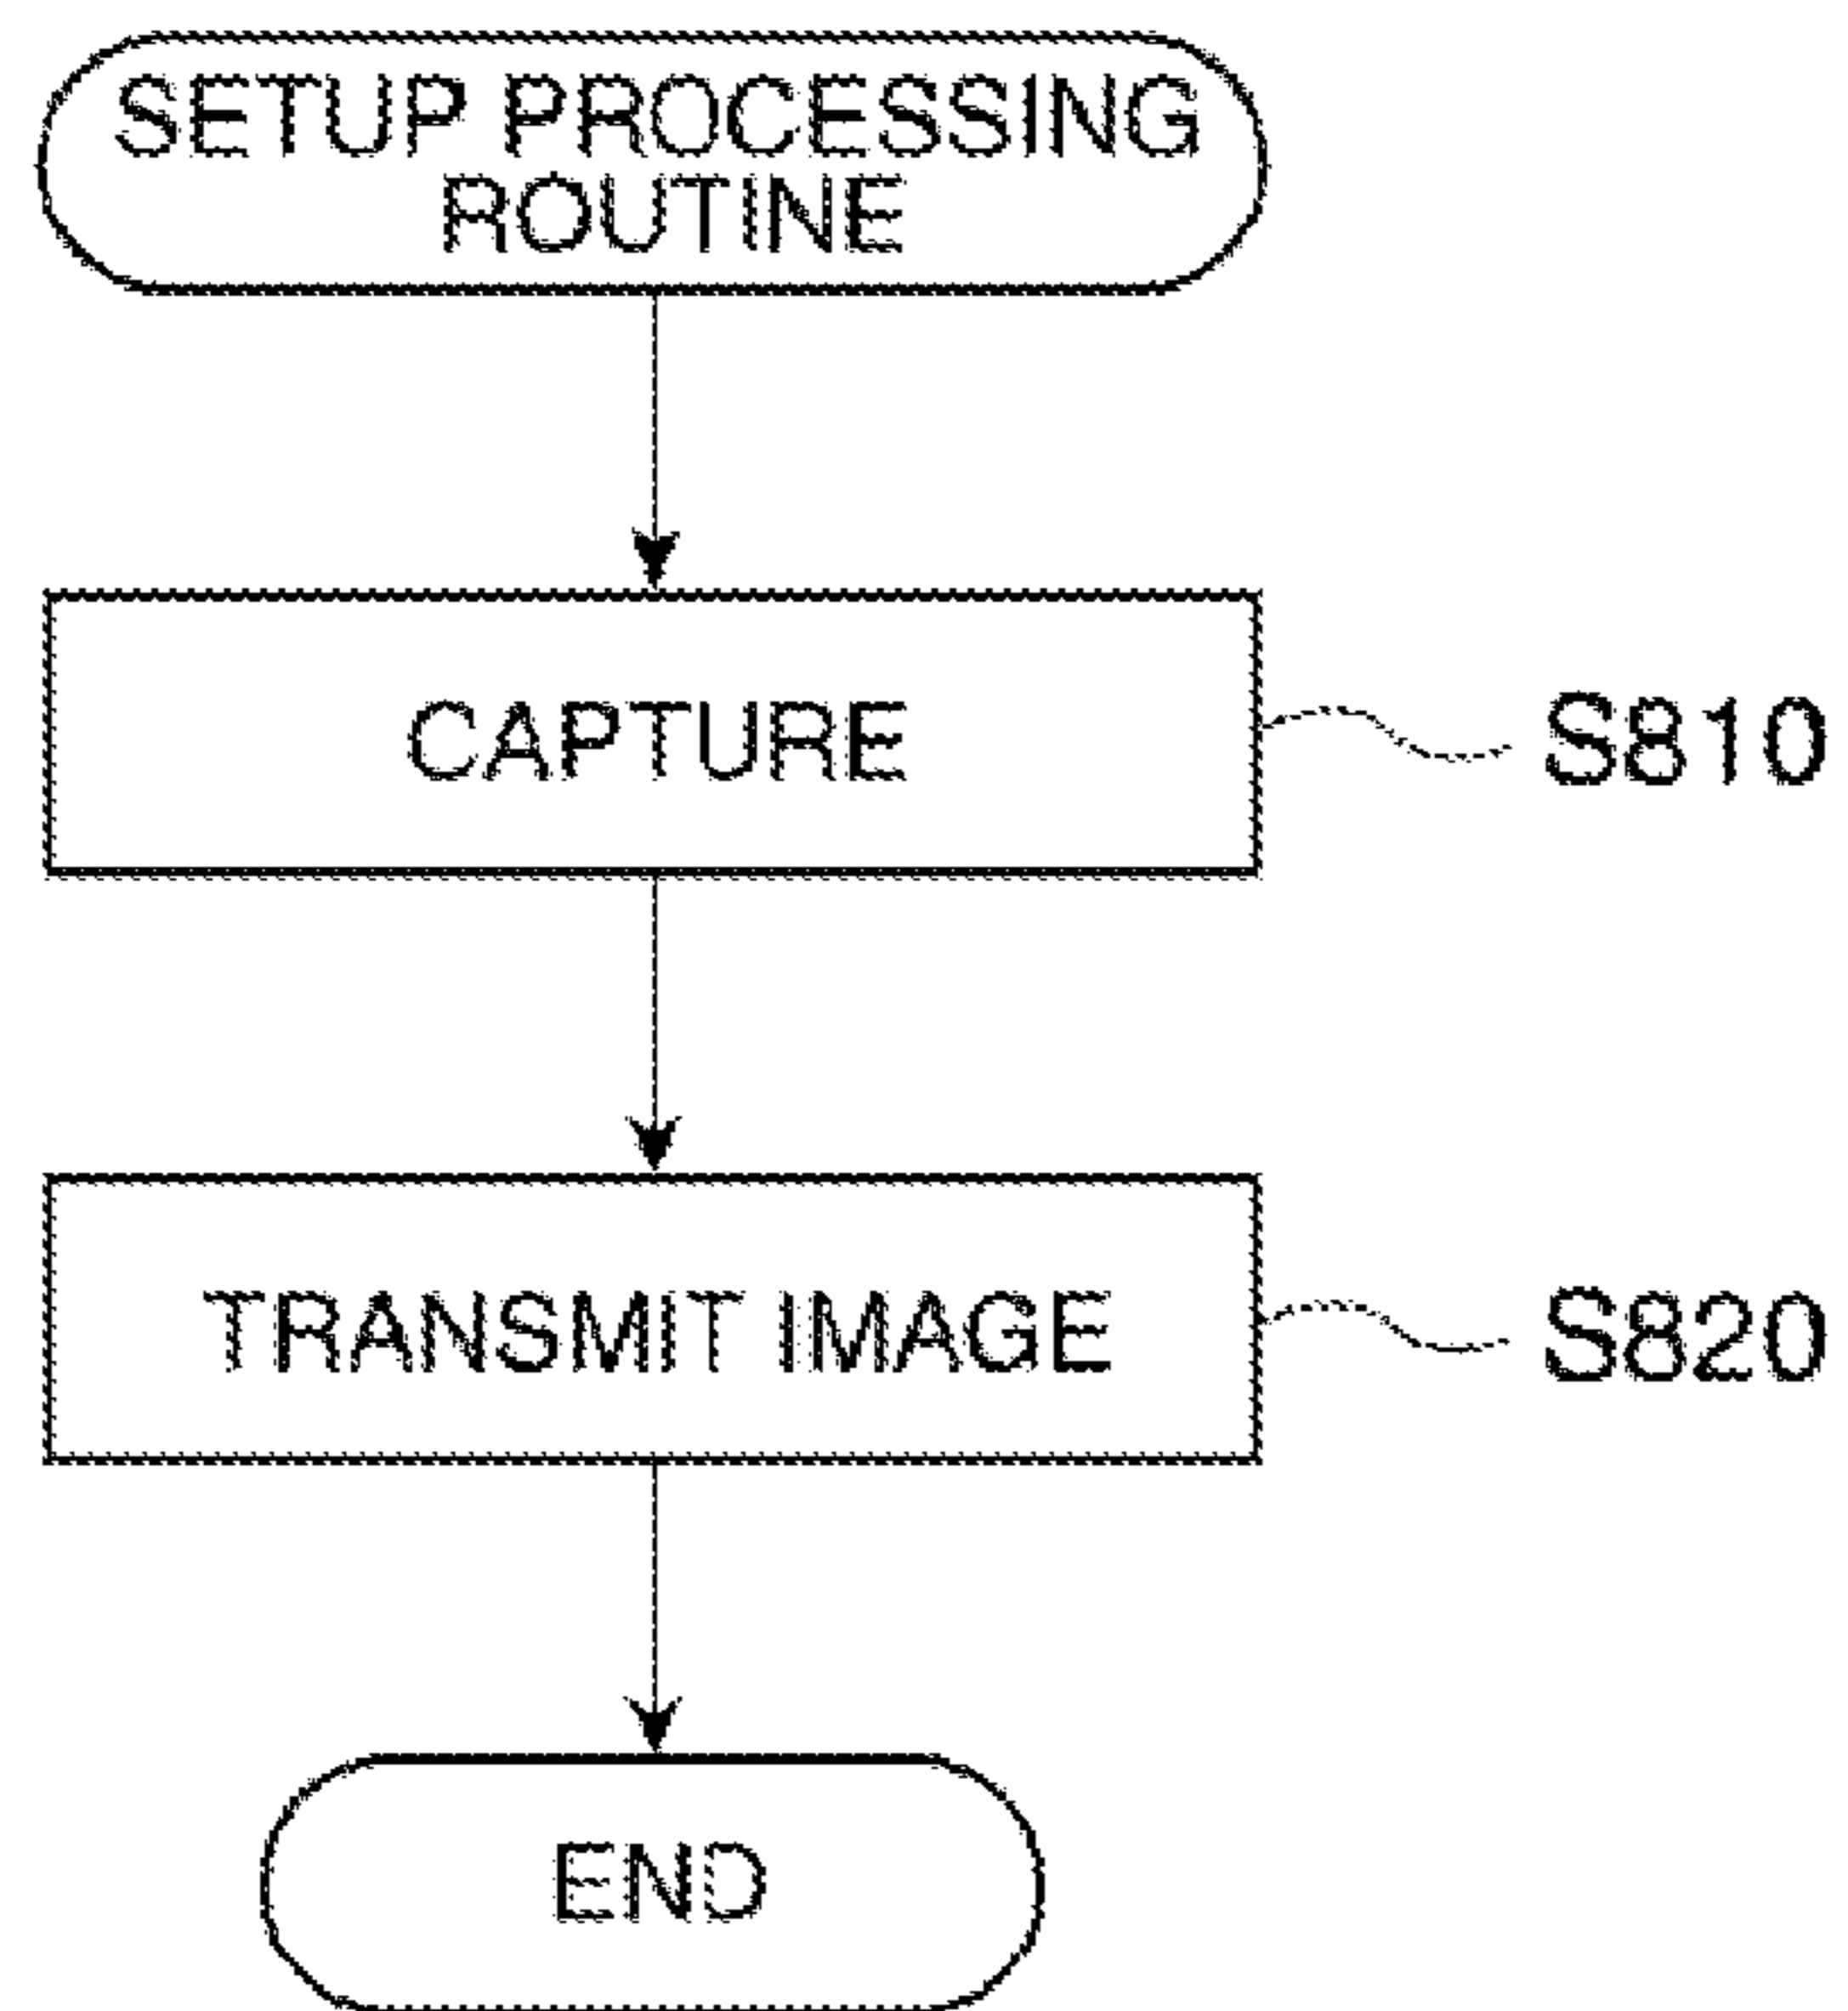 SETUP PROCESSING
ROUTINE
CAPTURE
S810
TRANSMIT IMAGE
S820
END